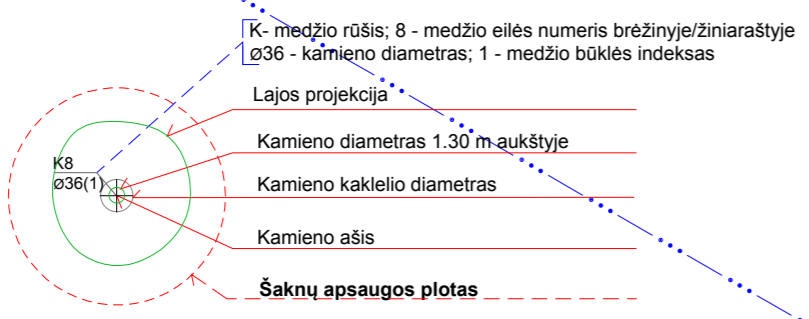 K- medžio rūšis; 8 - medžio eilės numeris brėžinyje/žiniaraštyje
Ø36 - kamieno diametras; 1 - medžio būklės indeksas
Lajos projekcija
Kamieno diametras 1.30 m aukštyje
K8
Ø36(1)
Kamieno kaklelio diametras
Kamieno ašis
Šaknų apsaugos plotas